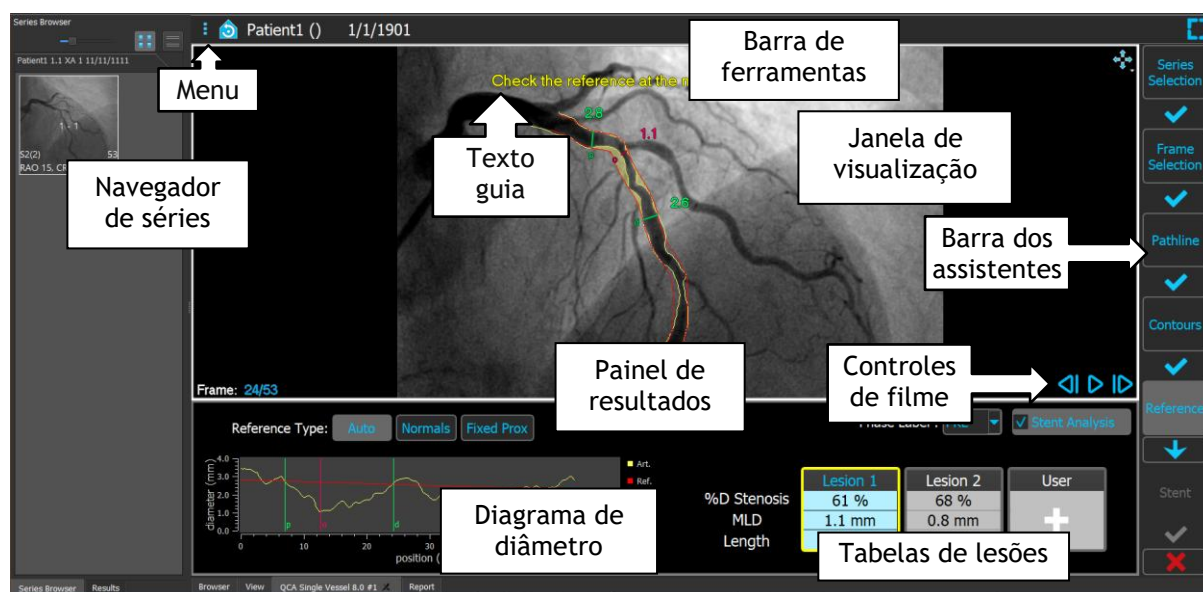 Series Browser
Patient1 () 1/1/1901
Patient1 1.1 XA 1 11/11/1111
Menu
Barra de
ferramentas
Series
Selection
Check the reference at the
1 - 1
S2(2) 53
RAO 15,
Navegador
de séries
Texto
guia
2.8
p
o
1.1
2.6
d
Janela de
visualização
Frame
Selection
Barra dos
assistentes
Pathline
Contours
Painel de
resultados
Controles
de filme
Frame: 24/53
Reference
Reference Type: Auto Normals Fixed Prox
Stent Analysis
Art.
Ref.
diameter (mm)
4.0
3.0
2.0
1.0
0.0
p
o
d
0 10 20 30
position (
Diagrama de
diâmetro
Lesion 1 Lesion 2 User
%D Stenosis 61 % 68 %
MLD 1.1 mm 0.8 mm
Length
Tabelas de lesões
Stent
Series Browser Results Browser View QCA Single Vessel 8.0 #1 Report